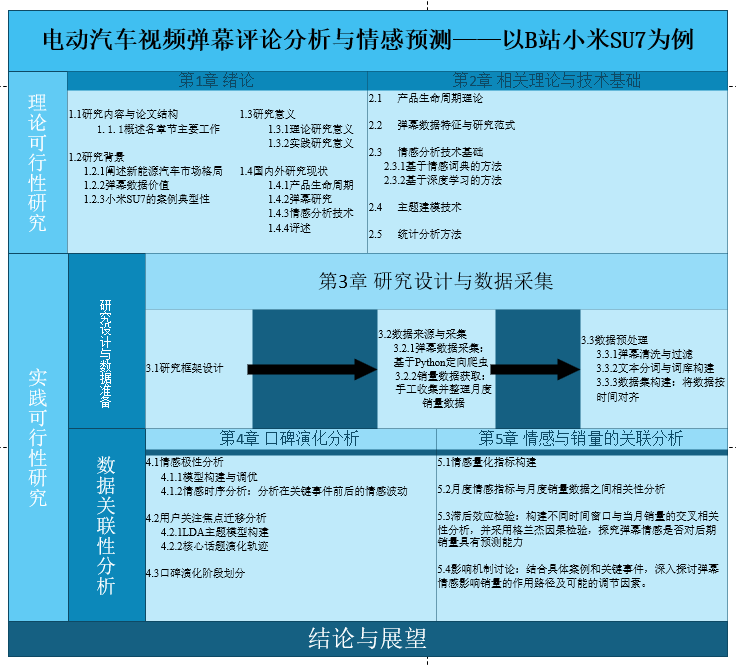 电动汽车视频弹幕评论分析与情感预测——以B站小米SU7为例
理论可行性研究
第1章 绪论
1.1研究内容与论文结构
1.1.1概述各章节主要工作
1.2研究背景
1.2.1阐述新能源汽车市场格局
1.2.2弹幕数据价值
1.2.3小米SU7的案例典型性
1.3研究意义
1.3.1理论研究意义
1.3.2实践研究意义
1.4国内外研究现状
1.4.1产品生命周期
1.4.2弹幕研究
1.4.3情感分析技术
1.4.4评述
第2章 相关理论与技术基础
2.1 产品生命周期理论
2.2 弹幕数据特征与研究范式
2.3 情感分析技术基础
2.3.1基于情感词典的方法
2.3.2基于深度学习的方法
2.4 主题建模技术
2.5 统计分析方法
实践可行性研究
研究设计与数据准备
第3章 研究设计与数据采集
3.1研究框架设计
3.2数据来源与采集
3.2.1弹幕数据采集:
基于Python定向爬虫
3.2.2销量数据获取:
手工收集并整理月度
销量数据
3.3数据预处理
3.3.1弹幕清洗与过滤
3.3.2文本分词与词库构建
3.3.3数据集构建: 将数据按
时间对齐
数据关联性分析
第4章 口碑演化分析
4.1情感极性分析
4.1.1模型构建与调优
4.1.2情感时序分析: 分析在关键事件前后的情感波动
4.2用户关注焦点迁移分析
4.2.1LDA主题模型构建
4.2.2核心话题演化轨迹
4.3口碑演化阶段划分
第5章 情感与销量的关联分析
5.1情感量化指标构建
5.2月度情感指标与月度销量数据之间相关性分析
5.3滞后效应检验: 构建不同时间窗口与当月销量的交叉相关
性分析, 并采用格兰杰因果检验, 探究弹幕情感是否对后期
销量具有预测能力
5.4影响机制讨论: 结合具体案例和关键事件, 深入探讨弹幕
情感影响销量的作用路径及可能的调节因素。
结论与展望